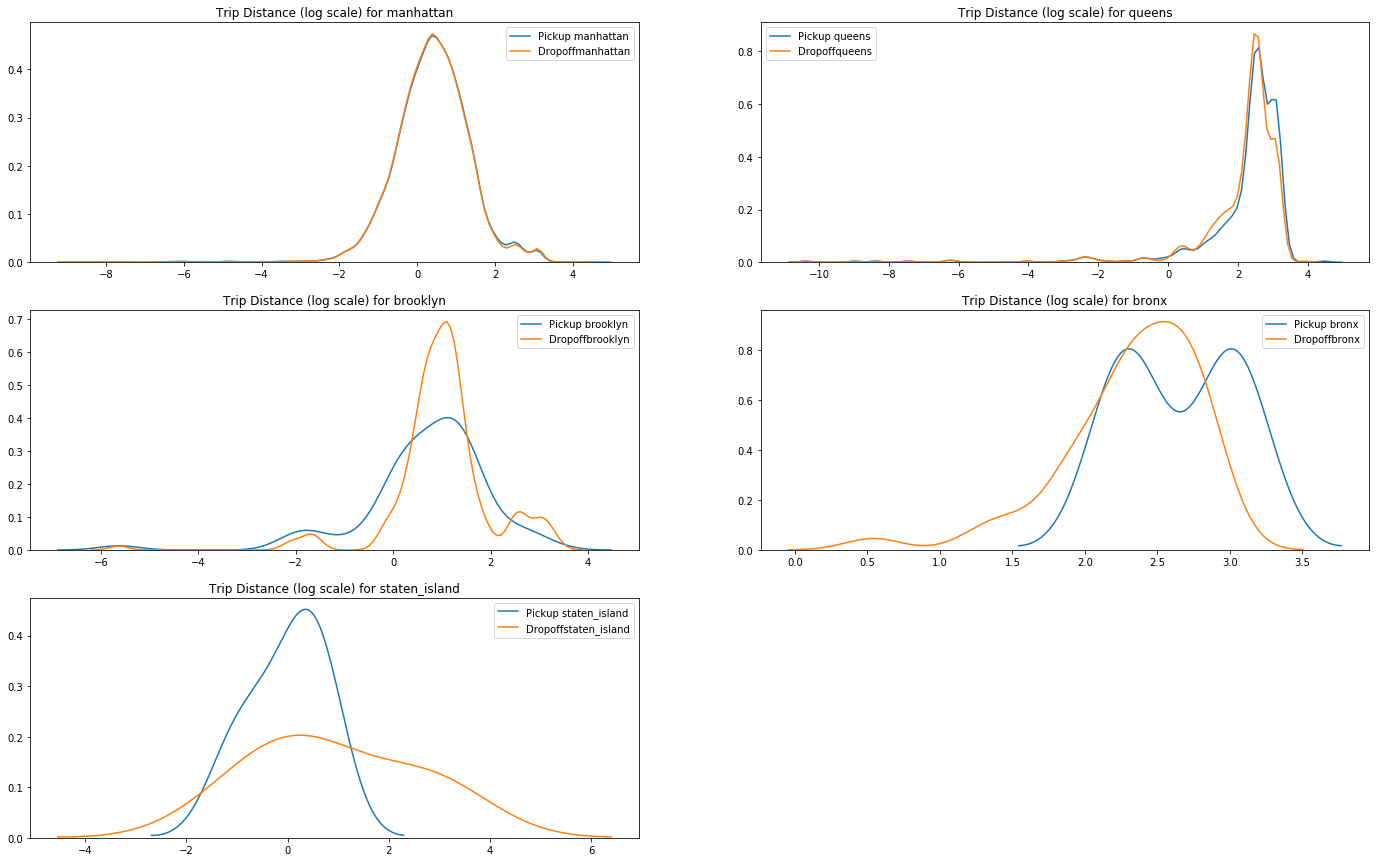 Trip Distance (log scale) for manhattan
Pickup manhattan
Dropoffmanhattan
0.4
0.3
0.2
0.1
0.0
−8 −6 −4 −2 0 2 4
Trip Distance (log scale) for queens
Pickup queens
Dropoffqueens
0.8
0.6
0.4
0.2
0.0
−10 −8 −6 −4 −2 0 2 4
Trip Distance (log scale) for brooklyn
Pickup brooklyn
Dropoffbrooklyn
0.7
0.6
0.5
0.4
0.3
0.2
0.1
0.0
−6 −4 −2 0 2 4
Trip Distance (log scale) for bronx
Pickup bronx
Dropoffbronx
0.8
0.6
0.4
0.2
0.0
0.0 0.5 1.0 1.5 2.0 2.5 3.0 3.5
Trip Distance (log scale) for staten_island
Pickup staten_island
Dropoffstaten_island
0.4
0.3
0.2
0.1
0.0
−4 −2 0 2 4 6